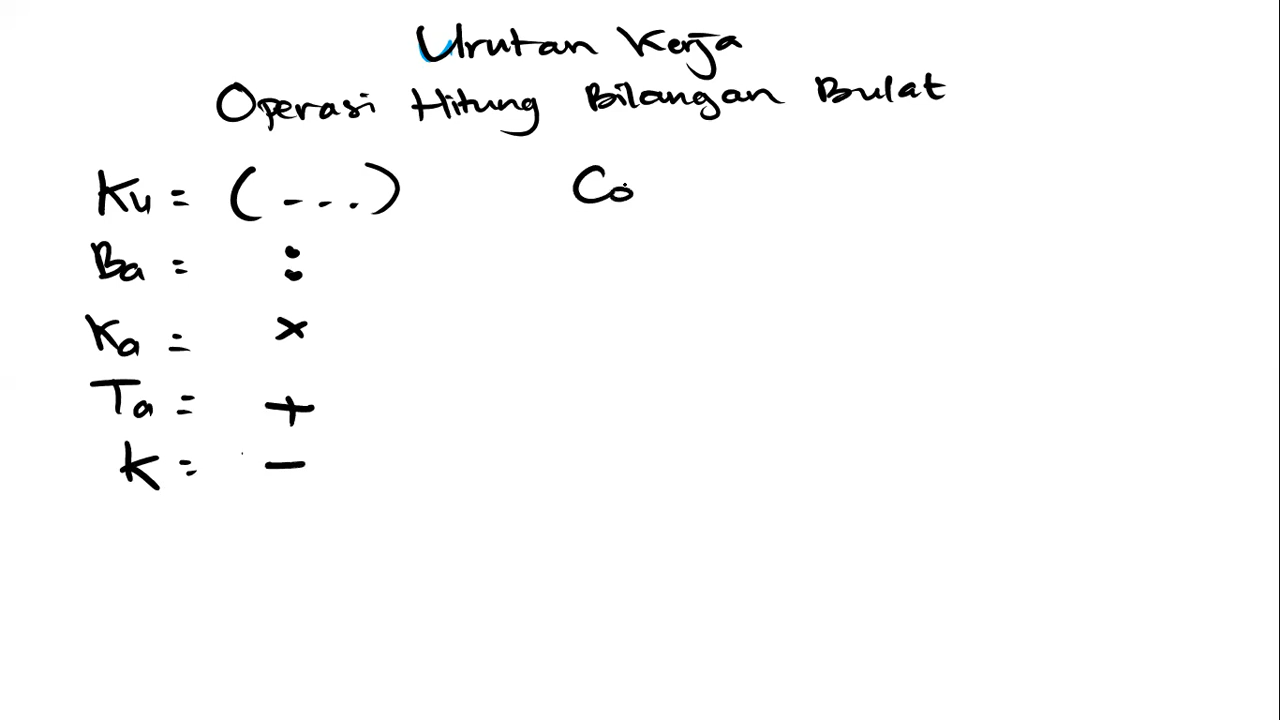 Urutan Kerja
Operasi Hitung Bilangan Bulat
Ku = (...) Co
Ba = :
Ka = ×
Ta = +
k = -